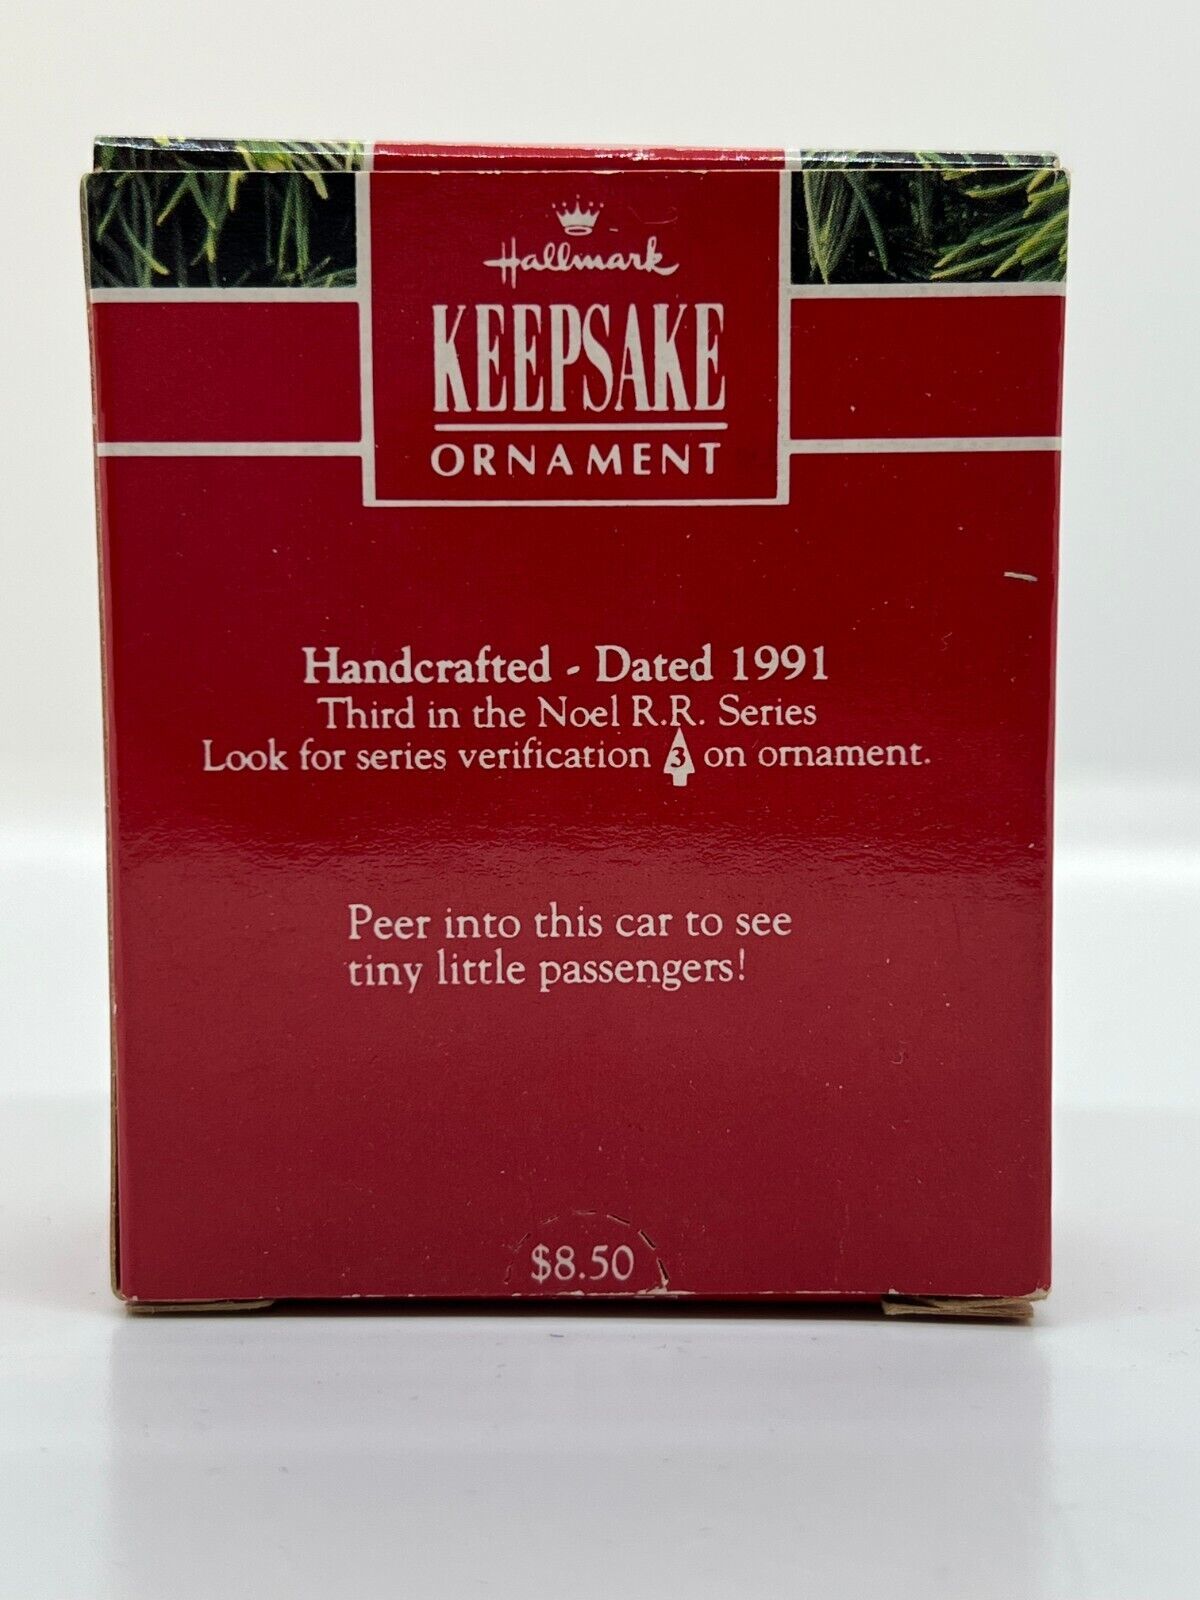 Hallmark
KEEPSAKE
ORNAMENT
Handcrafted - Dated 1991
Third in the Noel R.R. Series
Look for series verification 3 on ornament.
Peer into this car to see
tiny little passengers!
$8.50